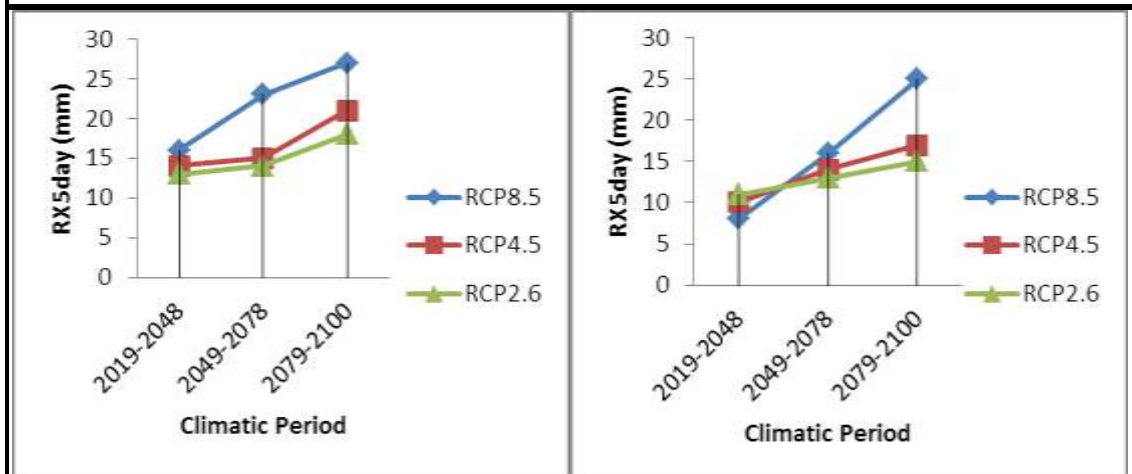 30
25
20
15
10
5
0
RX5day (mm)
RCP8.5
RCP4.5
RCP2.6
2019-2048
2049-2078
2079-2100
Climatic Period
30
25
20
15
10
5
0
RX5day (mm)
RCP8.5
RCP4.5
RCP2.6
2019-2048
2049-2078
2079-2100
Climatic Period